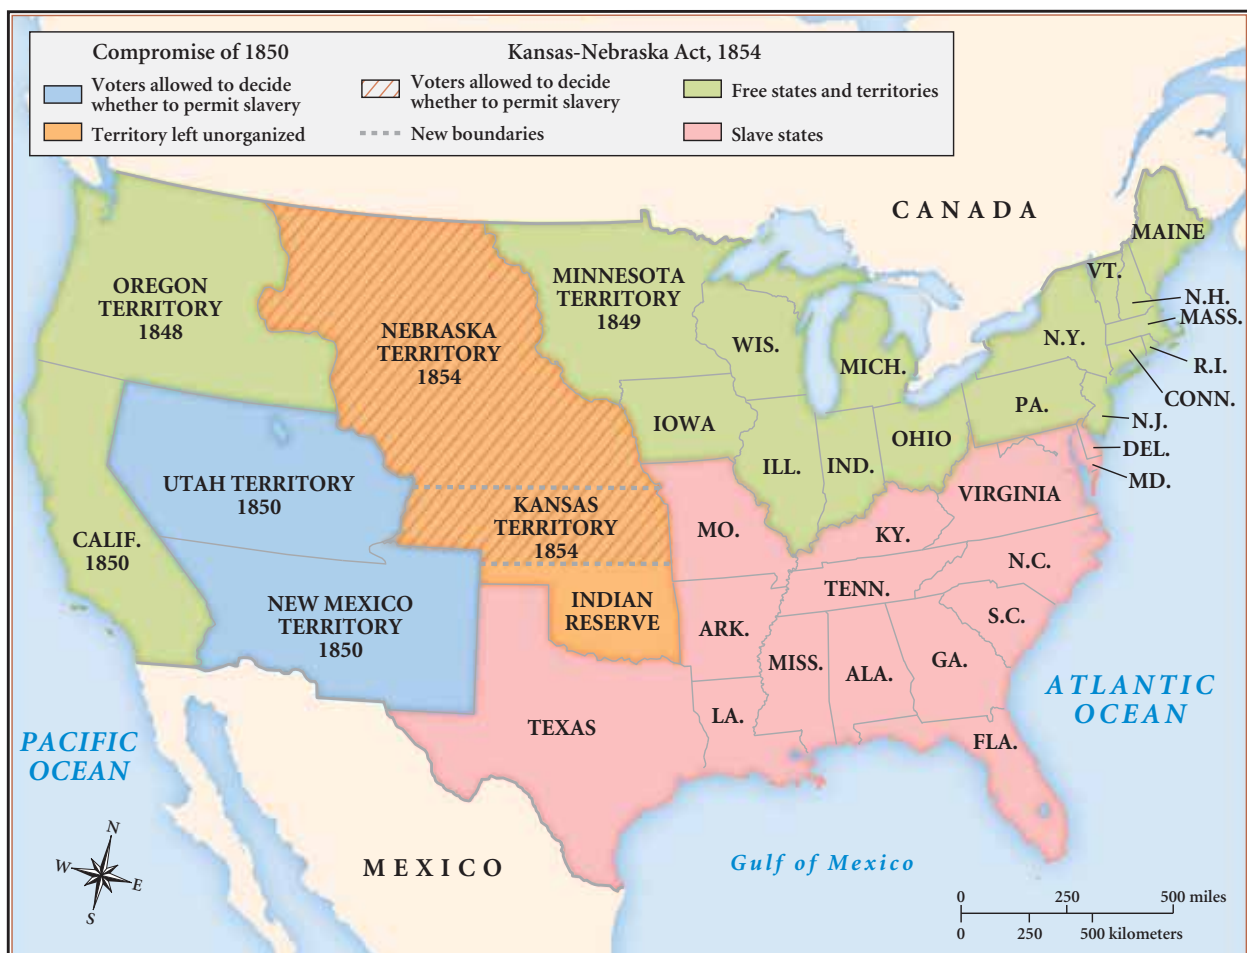 Compromise of 1850
Voters allowed to decide
whether to permit slavery
Territory left unorganized
Kansas-Nebraska Act, 1854
Voters allowed to decide
whether to permit slavery
New boundaries
Free states and territories
Slave states
CANADA
MAINE
VT.
N.H.
MASS.
N.Y.
R.I.
CONN.
PA.
N.J.
DEL.
MD.
OREGON
TERRITORY
1848
NEBRASKA
TERRITORY
1854
MINNESOTA
TERRITORY
1849
WIS.
MICH.
IOWA
ILL.
IND.
OHIO
VIRGINIA
UTAH TERRITORY
1850
KANSAS
TERRITORY
1854
MO.
KY.
N.C.
CALIF.
1850
NEW MEXICO
TERRITORY
1850
INDIAN
RESERVE
TENN.
ARK.
S.C.
MISS.
ALA.
GA.
TEXAS
LA.
FLA.
ATLANTIC
OCEAN
PACIFIC
OCEAN
MEXICO
Gulf of Mexico
N
W
E
S
0 250 500 miles
0 250 500 kilometers